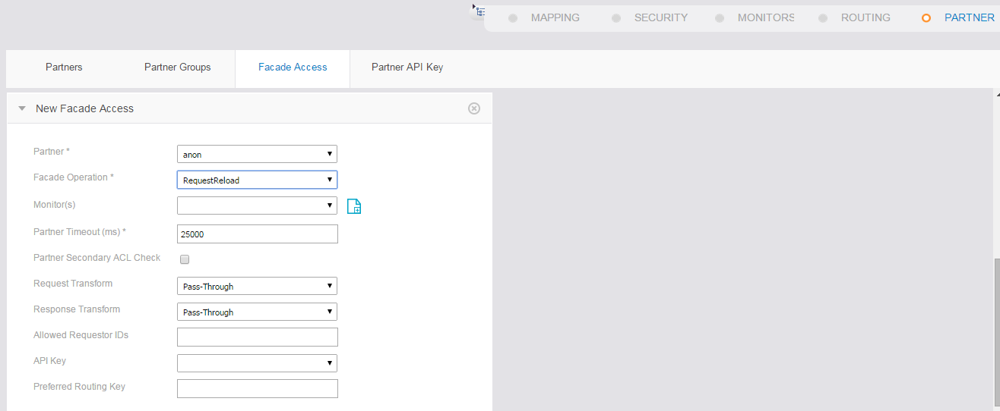 MAPPING SECURITY MONITORS ROUTING PARTNER
Partners Partner Groups Facade Access Partner API Key
New Facade Access
Partner * anon
Facade Operation * RequestReload
Monitor(s)
Partner Timeout (ms) * 25000
Partner Secondary ACL Check
Request Transform Pass-Through
Response Transform Pass-Through
Allowed Requestor IDs
API Key
Preferred Routing Key